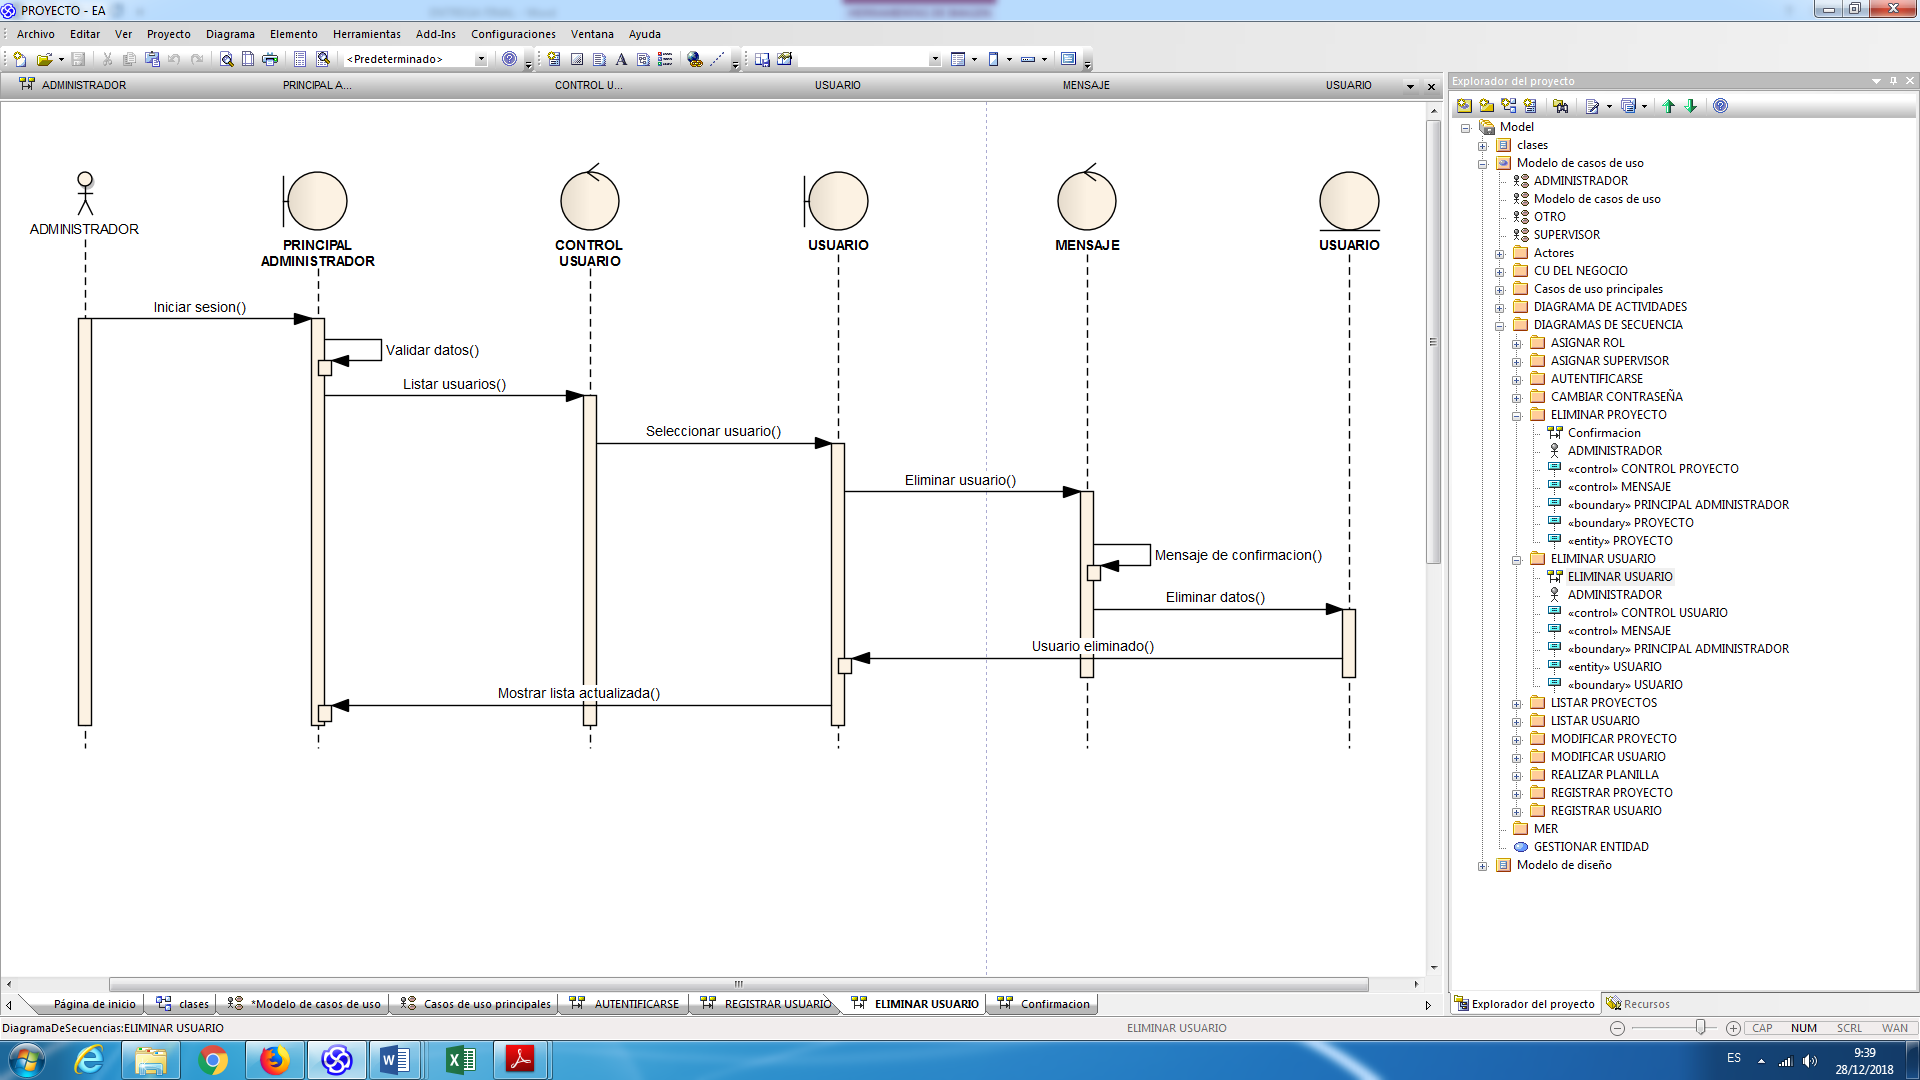 PROYECTO - EA
Archivo Editar Ver Proyecto Diagrama Elemento Herramientas Add-Ins Configuraciones Ventana Ayuda
<Predeterminado>
ADMINISTRADOR PRINCIPAL A... CONTROL U... USUARIO MENSAJE USUARIO
ADMINISTRADOR
PRINCIPAL
ADMINISTRADOR
CONTROL
USUARIO
USUARIO
MENSAJE
USUARIO
Iniciar sesion()
Validar datos()
Listar usuarios()
Seleccionar usuario()
Eliminar usuario()
Mensaje de confirmacion()
Eliminar datos()
Usuario eliminado()
Mostrar lista actualizada()
Explorador del proyecto
Model
clases
Modelo de casos de uso
ADMINISTRADOR
Modelo de casos de uso
OTRO
SUPERVISOR
Actores
CU DEL NEGOCIO
Casos de uso principales
DIAGRAMA DE ACTIVIDADES
DIAGRAMAS DE SECUENCIA
ASIGNAR ROL
ASIGNAR SUPERVISOR
AUTENTIFICARSE
CAMBIAR CONTRASEÑA
ELIMINAR PROYECTO
Confirmacion
ADMINISTRADOR
«control» CONTROL PROYECTO
«control» MENSAJE
«boundary» PRINCIPAL ADMINISTRADOR
«boundary» PROYECTO
«entity» PROYECTO
ELIMINAR USUARIO
ELIMINAR USUARIO
ADMINISTRADOR
«control» CONTROL USUARIO
«control» MENSAJE
«boundary» PRINCIPAL ADMINISTRADOR
«entity» USUARIO
«boundary» USUARIO
LISTAR PROYECTOS
LISTAR USUARIO
MODIFICAR PROYECTO
MODIFICAR USUARIO
REALIZAR PLANILLA
REGISTRAR PROYECTO
REGISTRAR USUARIO
MER
GESTIONAR ENTIDAD
Modelo de diseño
Página de inicio clases *Modelo de casos de uso Casos de uso principales AUTENTIFICARSE REGISTRAR USUARIO ELIMINAR USUARIO Confirmacion
Explorador del proyecto Recursos
DiagramaDeSecuencias:ELIMINAR USUARIO ELIMINAR USUARIO CAP NUM SCRL WAN
ES
9:39
28/12/2018